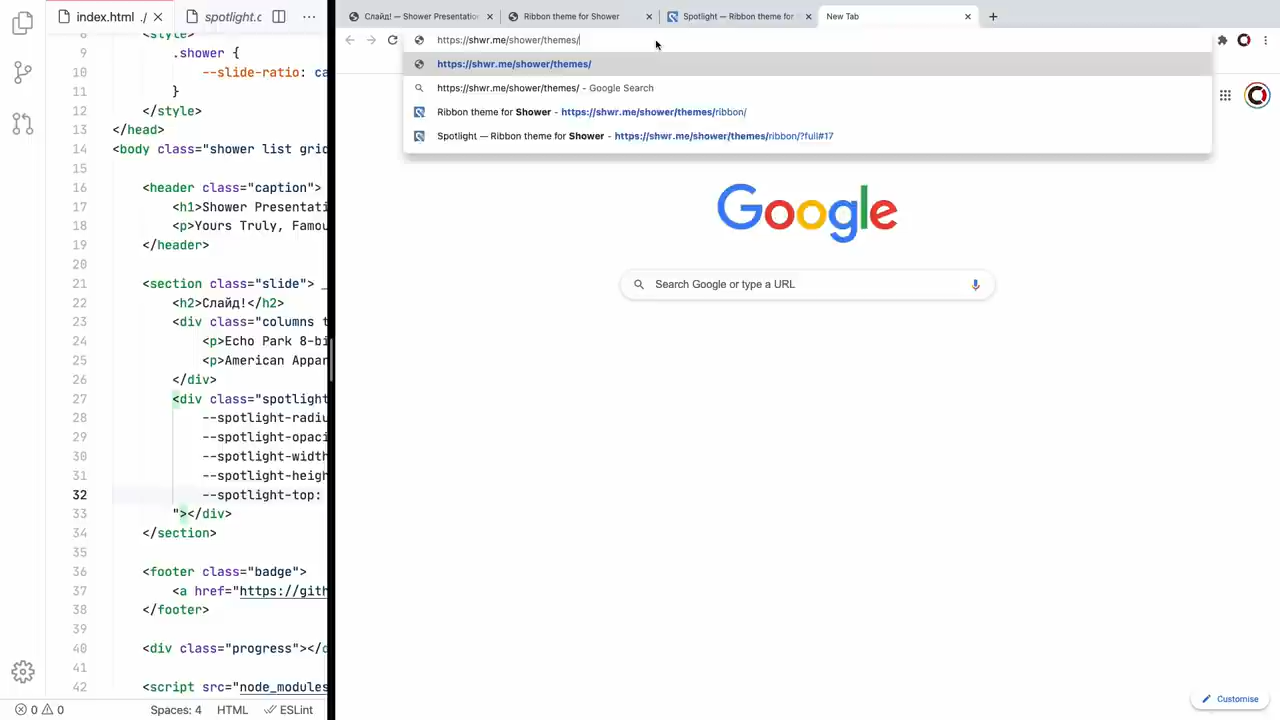 index.html ./
spotlight.c
Слайд! — Shower Presentatio
Ribbon theme for Shower
Spotlight — Ribbon theme for S
New Tab
https://shwr.me/shower/themes/
https://shwr.me/shower/themes/
https://shwr.me/shower/themes/ - Google Search
Ribbon theme for Shower - https://shwr.me/shower/themes/ribbon/
Spotlight — Ribbon theme for Shower - https://shwr.me/shower/themes/ribbon/?full#17
Google
Search Google or type a URL
Customise
8 <style>
9 .shower {
10 --slide-ratio: ca
11 }
12 </style>
13 </head>
14 <body class="shower list grid
15
16 <header class="caption">
17 <h1>Shower Presentati
18 <p>Yours Truly, Famou
19 </header>
20
21 <section class="slide"> _
22 <h2>Слайд!</h2>
23 <div class="columns t
24 <p>Echo Park 8-bi
25 <p>American Appar
26 </div>
27 <div class="spotlight
28 --spotlight-radiu
29 --spotlight-opaci
30 --spotlight-width
31 --spotlight-heigh
32 --spotlight-top:
33 "></div>
34 </section>
35
36 <footer class="badge">
37 <a href="https://gith
38 </footer>
39
40 <div class="progress"></d
41
42 <script src="node_modules
0 0
Spaces: 4
HTML
ESLint